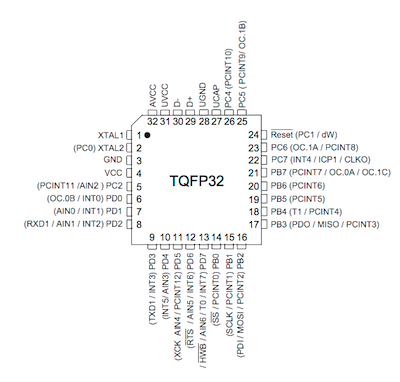 AVCC
UVCC
D-
D+
UGND
UCAP
PC4 (PCINT10)
PC5 ( PCINT9/ OC.1B)
32 31 30 29 28 27 26 25
XTAL1 1
(PC0) XTAL2 2
GND 3
VCC 4
(PCINT11 /AIN2 ) PC2 5
(OC.0B / INT0) PD0 6
(AIN0 / INT1) PD1 7
(RXD1 / AIN1 / INT2) PD2 8
TQFP32
24 Reset (PC1 / dW)
23 PC6 (OC.1A / PCINT8)
22 PC7 (INT4 / ICP1 / CLKO)
21 PB7 (PCINT7 / OC.0A / OC.1C)
20 PB6 (PCINT6)
19 PB5 (PCINT5)
18 PB4 (T1 / PCINT4)
17 PB3 (PDO / MISO / PCINT3)
9 10 11 12 13 14 15 16
(TXD1 / INT3) PD3
(INT5/ AIN3) PD4
(XCK AIN4 / PCINT12) PD5
(RTS / AIN5 / INT6) PD6
/ HWB / AIN6 / T0 / INT7) PD7
(SS / PCINT0) PB0
(SCLK / PCINT1) PB1
(PDI / MOSI / PCINT2) PB2